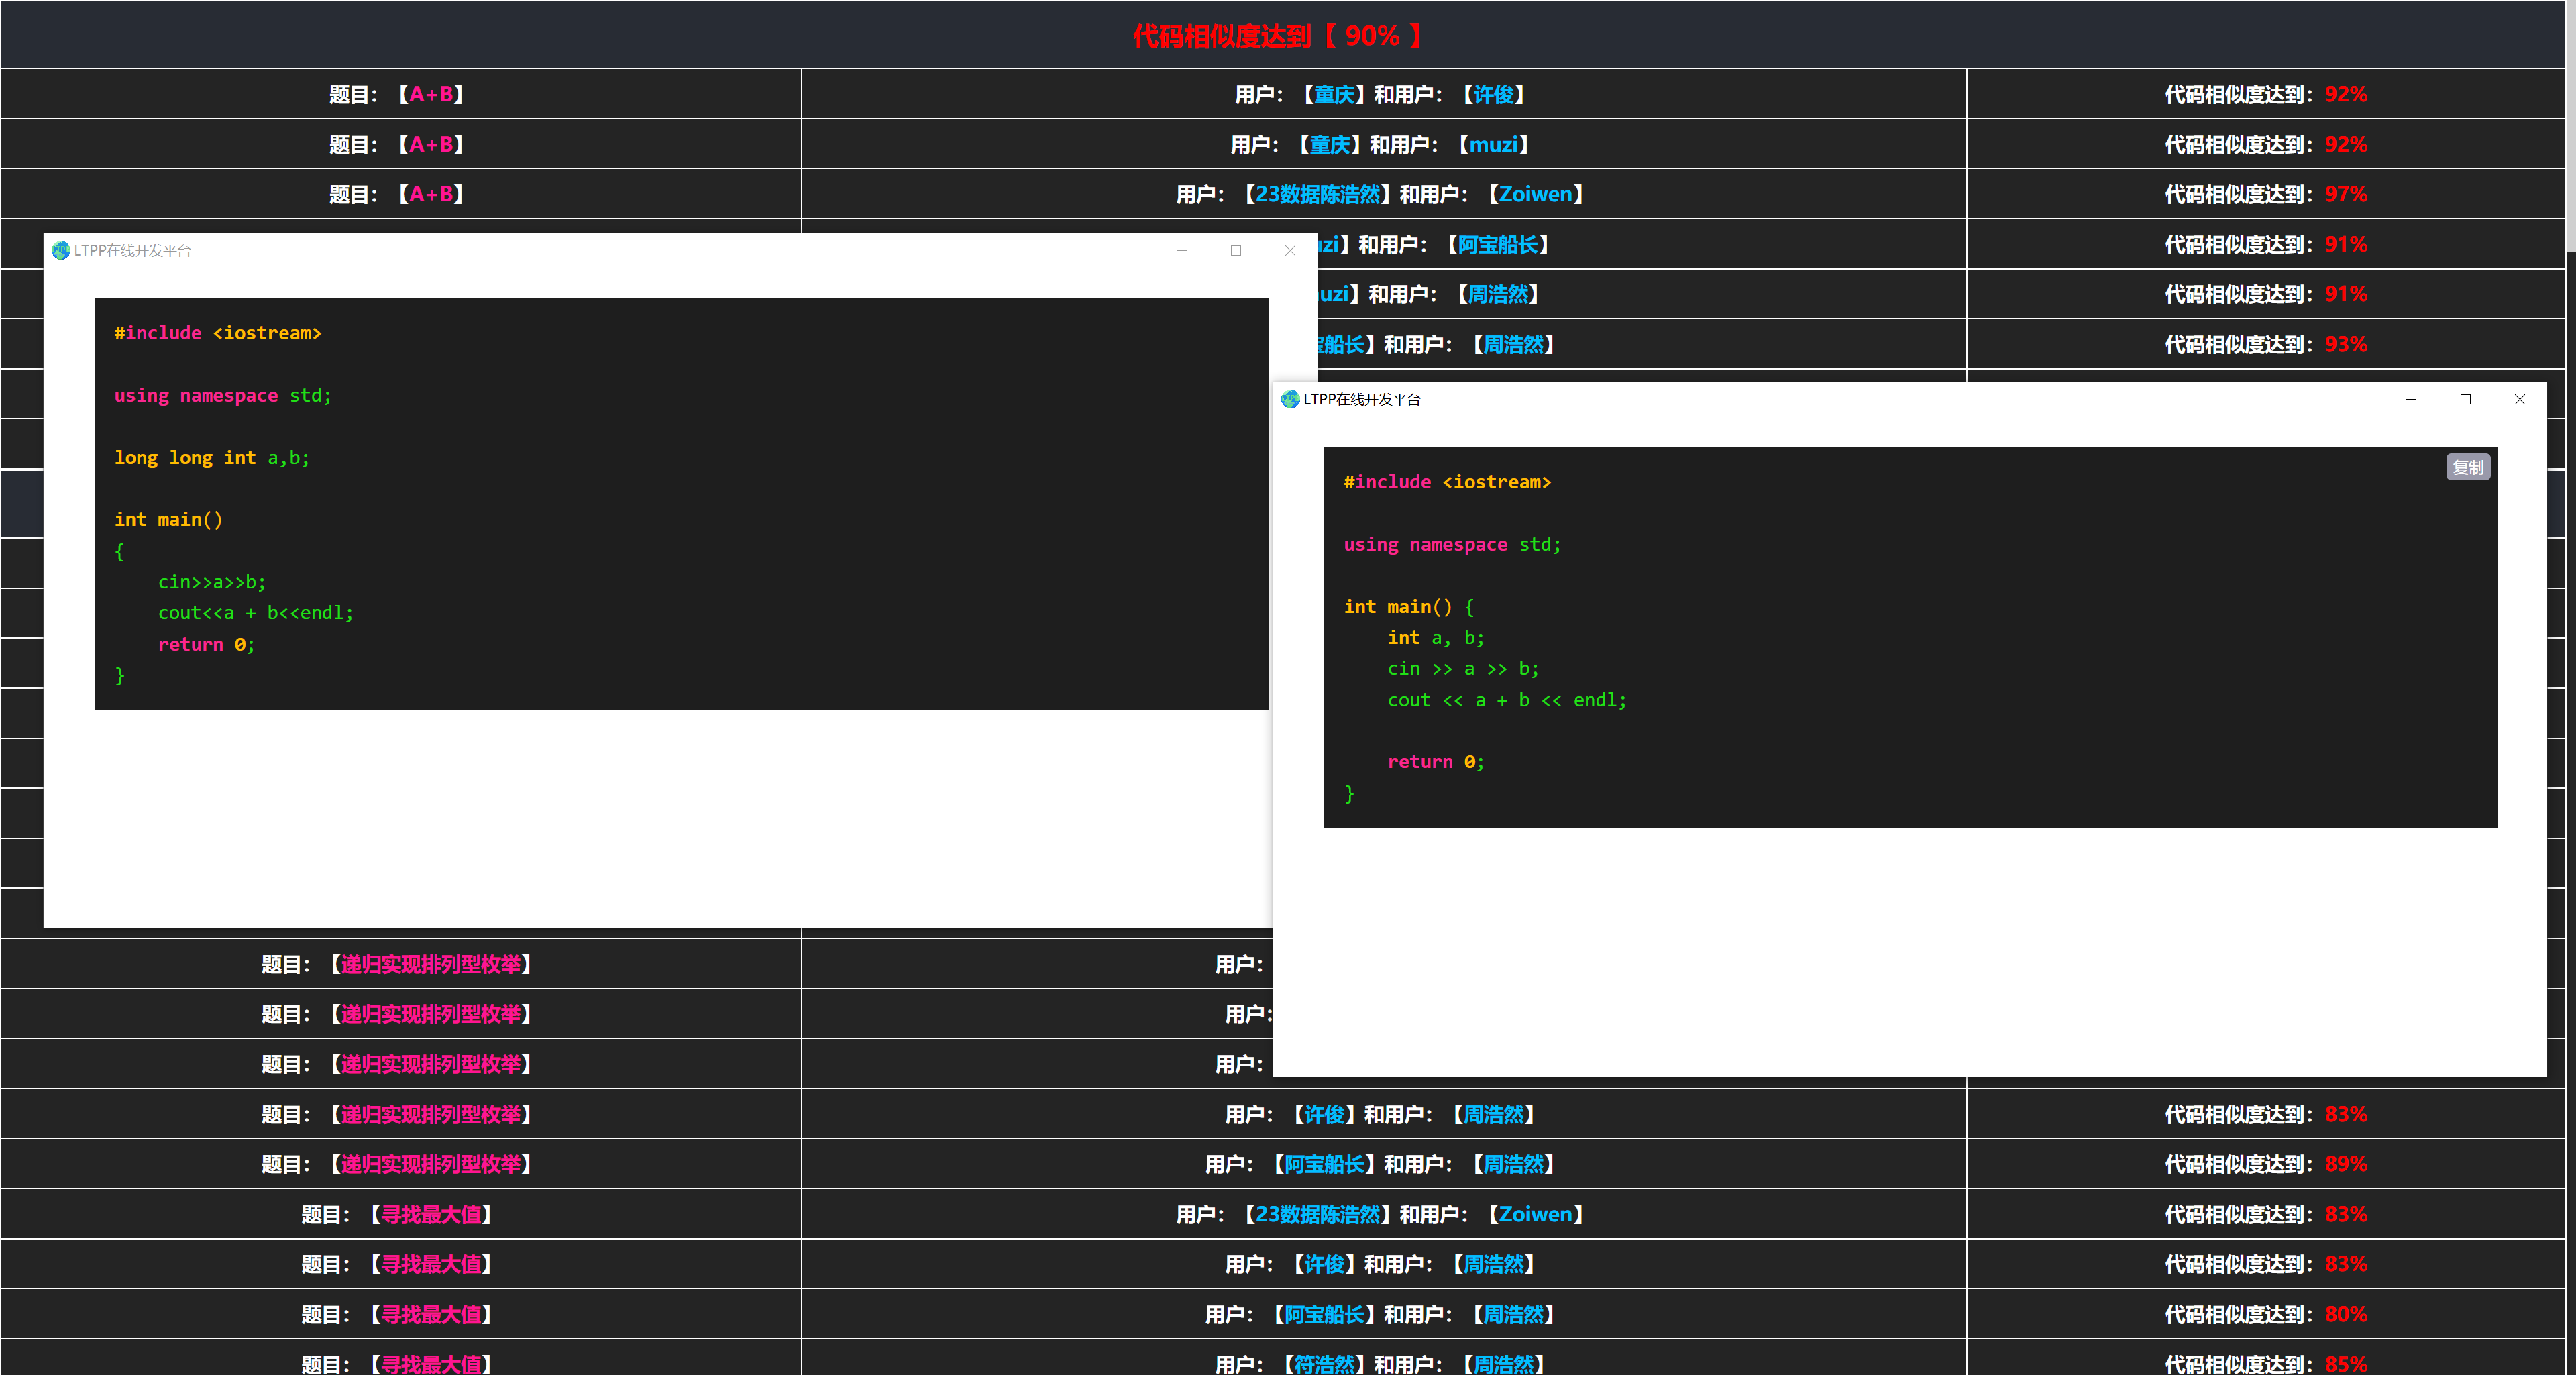 代码相似度达到【 90% 】
题目：【A+B】 用户：【童庆】和用户：【许俊】 代码相似度达到：92%
题目：【A+B】 用户：【童庆】和用户：【muzi】 代码相似度达到：92%
题目：【A+B】 用户：【23数据陈浩然】和用户：【Zoiwen】 代码相似度达到：97%
】和用户：【阿宝船长】 代码相似度达到：91%
】和用户：【周浩然】 代码相似度达到：91%
船长】和用户：【周浩然】 代码相似度达到：93%
LTPP在线开发平台
#include <iostream>
using namespace std;
long long int a,b;
int main()
{
    cin>>a>>b;
    cout<<a + b<<endl;
    return 0;
}
LTPP在线开发平台
复制
#include <iostream>
using namespace std;
int main() {
    int a, b;
    cin >> a >> b;
    cout << a + b << endl;
    return 0;
}
题目：【递归实现排列型枚举】 用户：
题目：【递归实现排列型枚举】 用户：
题目：【递归实现排列型枚举】 用户：
题目：【递归实现排列型枚举】 用户：【许俊】和用户：【周浩然】 代码相似度达到：83%
题目：【递归实现排列型枚举】 用户：【阿宝船长】和用户：【周浩然】 代码相似度达到：89%
题目：【寻找最大值】 用户：【23数据陈浩然】和用户：【Zoiwen】 代码相似度达到：83%
题目：【寻找最大值】 用户：【许俊】和用户：【周浩然】 代码相似度达到：83%
题目：【寻找最大值】 用户：【阿宝船长】和用户：【周浩然】 代码相似度达到：80%
题目：【寻找最大值】 用户：【符浩然】和用户：【周浩然】 代码相似度达到：85%